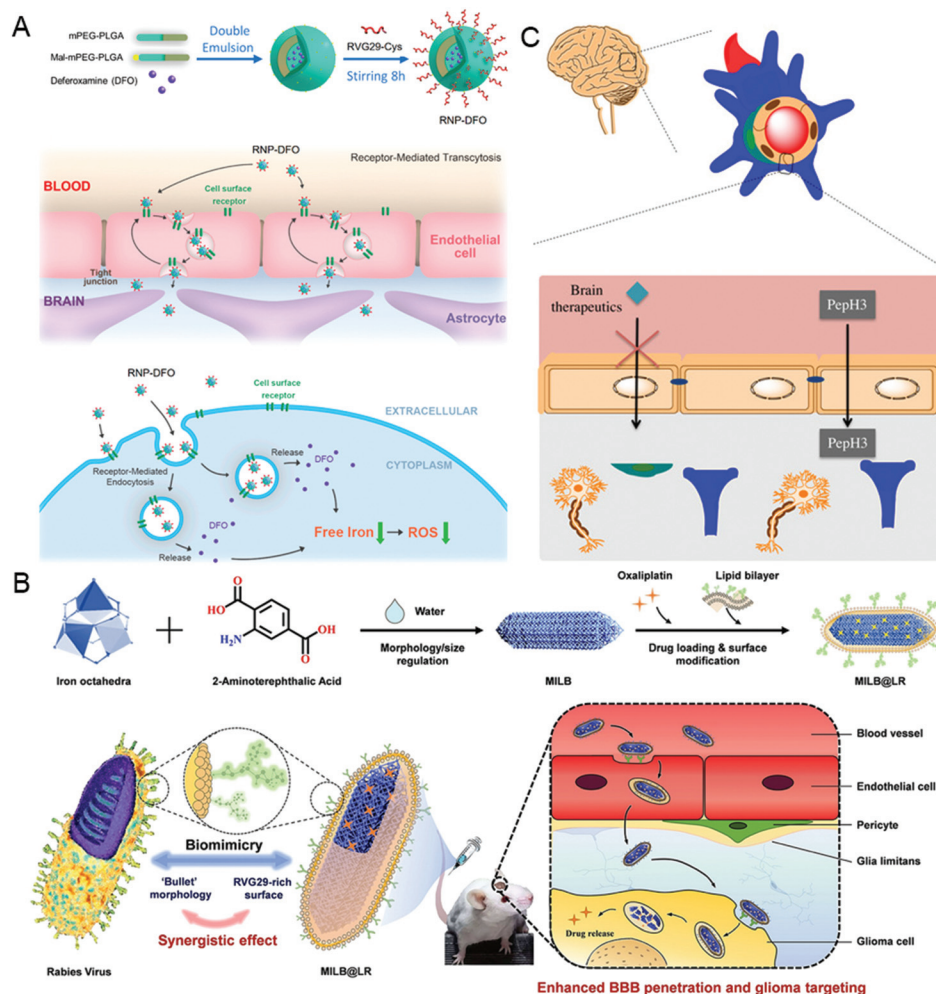 A
mPEG-PLGA
Mal-mPEG-PLGA
Deferoxamine (DFO)
Double
Emulsion
RVG29-Cys
Stirring 8h
RNP-DFO
RNP-DFO
Receptor-Mediated Transcytosis
BLOOD
Cell surface
receptor
Endothelial
cell
Tight
junction
BRAIN
Astrocyte
RNP-DFO
Cell surface
receptor
EXTRACELLULAR
CYTOPLASM
Receptor-Mediated
Endocytosis
Release
DFO
DFO
Release
Free Iron
ROS
C
Brain
therapeutics
PepH3
PepH3
B
Iron octahedra
+
O
OH
HO
H₂N
O
2-Aminoterephthalic Acid
Water
Morphology/size
regulation
MILB
Oxaliplatin
Lipid bilayer
Drug loading & surface
modification
MILB@LR
Biomimicry
'Bullet'
morphology
RVG29-rich
surface
Synergistic effect
Rabies Virus
MILB@LR
Blood vessel
Endothelial cell
Pericyte
Glia limitans
Glioma cell
Drug release
Enhanced BBB penetration and glioma targeting